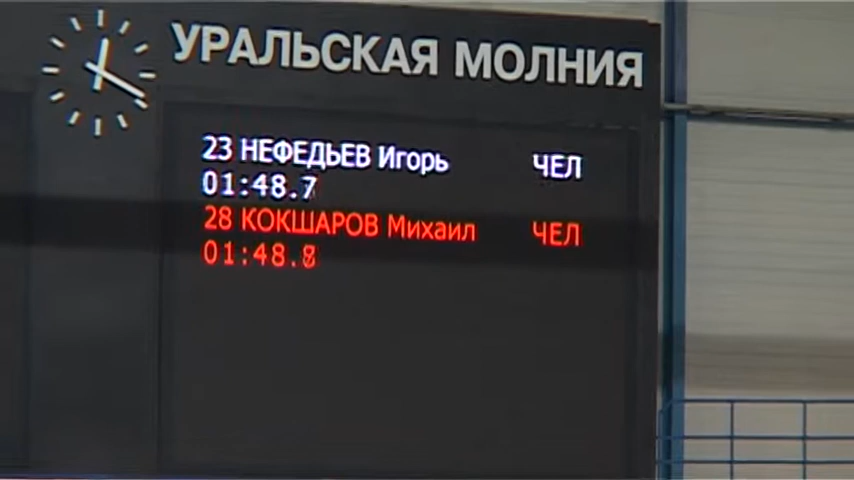 УРАЛЬСКАЯ МОЛНИЯ
23 НЕФЕДЬЕВ Игорь ЧЕЛ
01:48.7
28 КОКШАРОВ Михаил ЧЕЛ
01:48.8